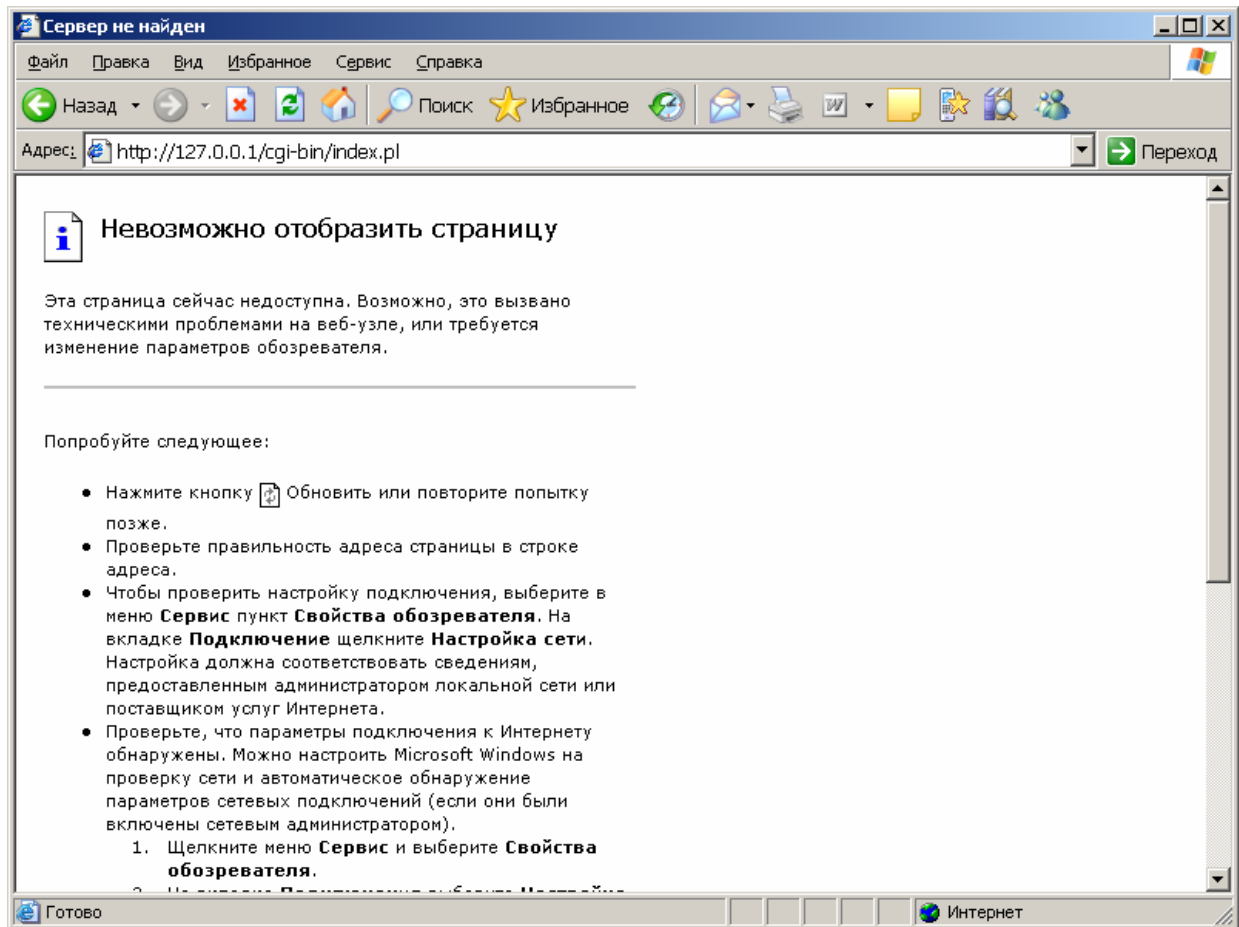 Сервер не найден
Файл Правка Вид Избранное Сервис Справка
Назад Поиск Избранное
Адрес: http://127.0.0.1/cgi-bin/index.pl Переход
Невозможно отобразить страницу
Эта страница сейчас недоступна. Возможно, это вызвано
техническими проблемами на веб-узле, или требуется
изменение параметров обозревателя.
Попробуйте следующее:
Нажмите кнопку Обновить или повторите попытку
позже.
Проверьте правильность адреса страницы в строке
адреса.
Чтобы проверить настройку подключения, выберите в
меню Сервис пункт Свойства обозревателя. На
вкладке Подключение щелкните Настройка сети.
Настройка должна соответствовать сведениям,
предоставленным администратором локальной сети или
поставщиком услуг Интернета.
Проверьте, что параметры подключения к Интернету
обнаружены. Можно настроить Microsoft Windows на
проверку сети и автоматическое обнаружение
параметров сетевых подключений (если они были
включены сетевым администратором).
1. Щелкните меню Сервис и выберите Свойства
обозревателя.
Готово Интернет